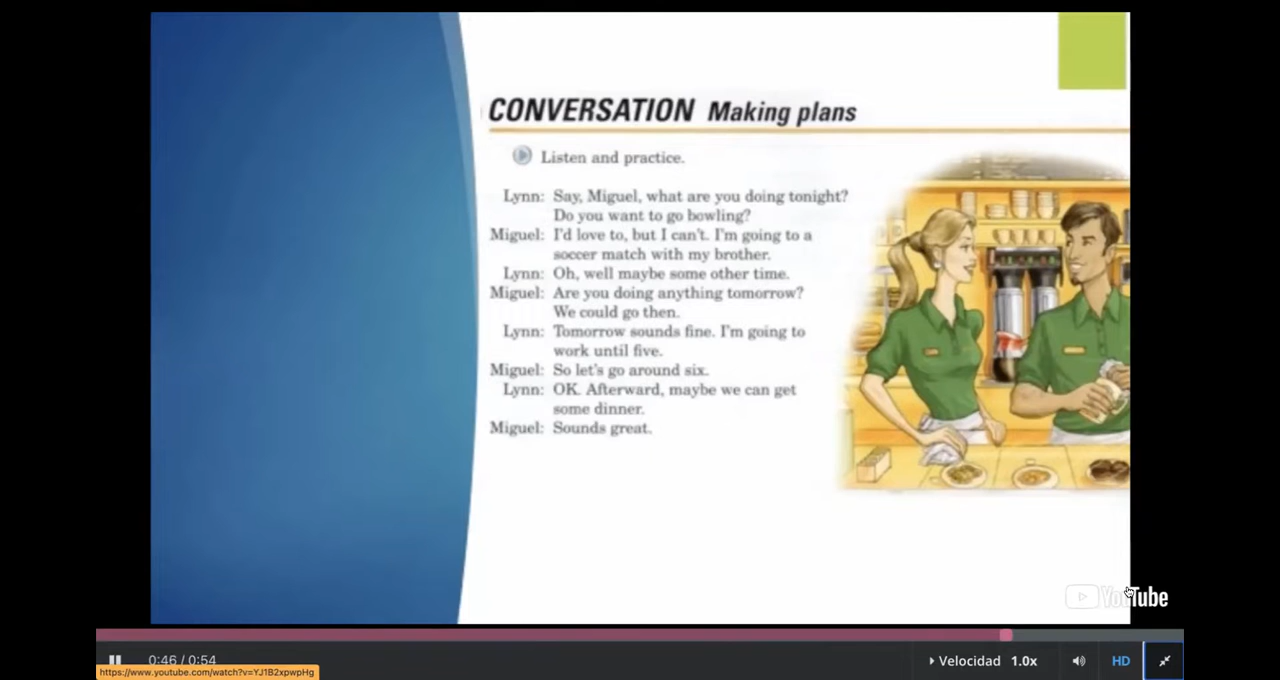 CONVERSATION Making plans
Listen and practice.
Lynn: Say, Miguel, what are you doing tonight?
Do you want to go bowling?
Miguel: I'd love to, but I can't. I'm going to a
soccer match with my brother.
Lynn: Oh, well maybe some other time.
Miguel: Are you doing anything tomorrow?
We could go then.
Lynn: Tomorrow sounds fine. I'm going to
work until five.
Miguel: So let's go around six.
Lynn: OK. Afterward, maybe we can get
some dinner.
Miguel: Sounds great.
YouTube
0:46 / 0:54
Velocidad 1.0x
HD
https://www.youtube.com/watch?v=YJ1B2xpwpHg